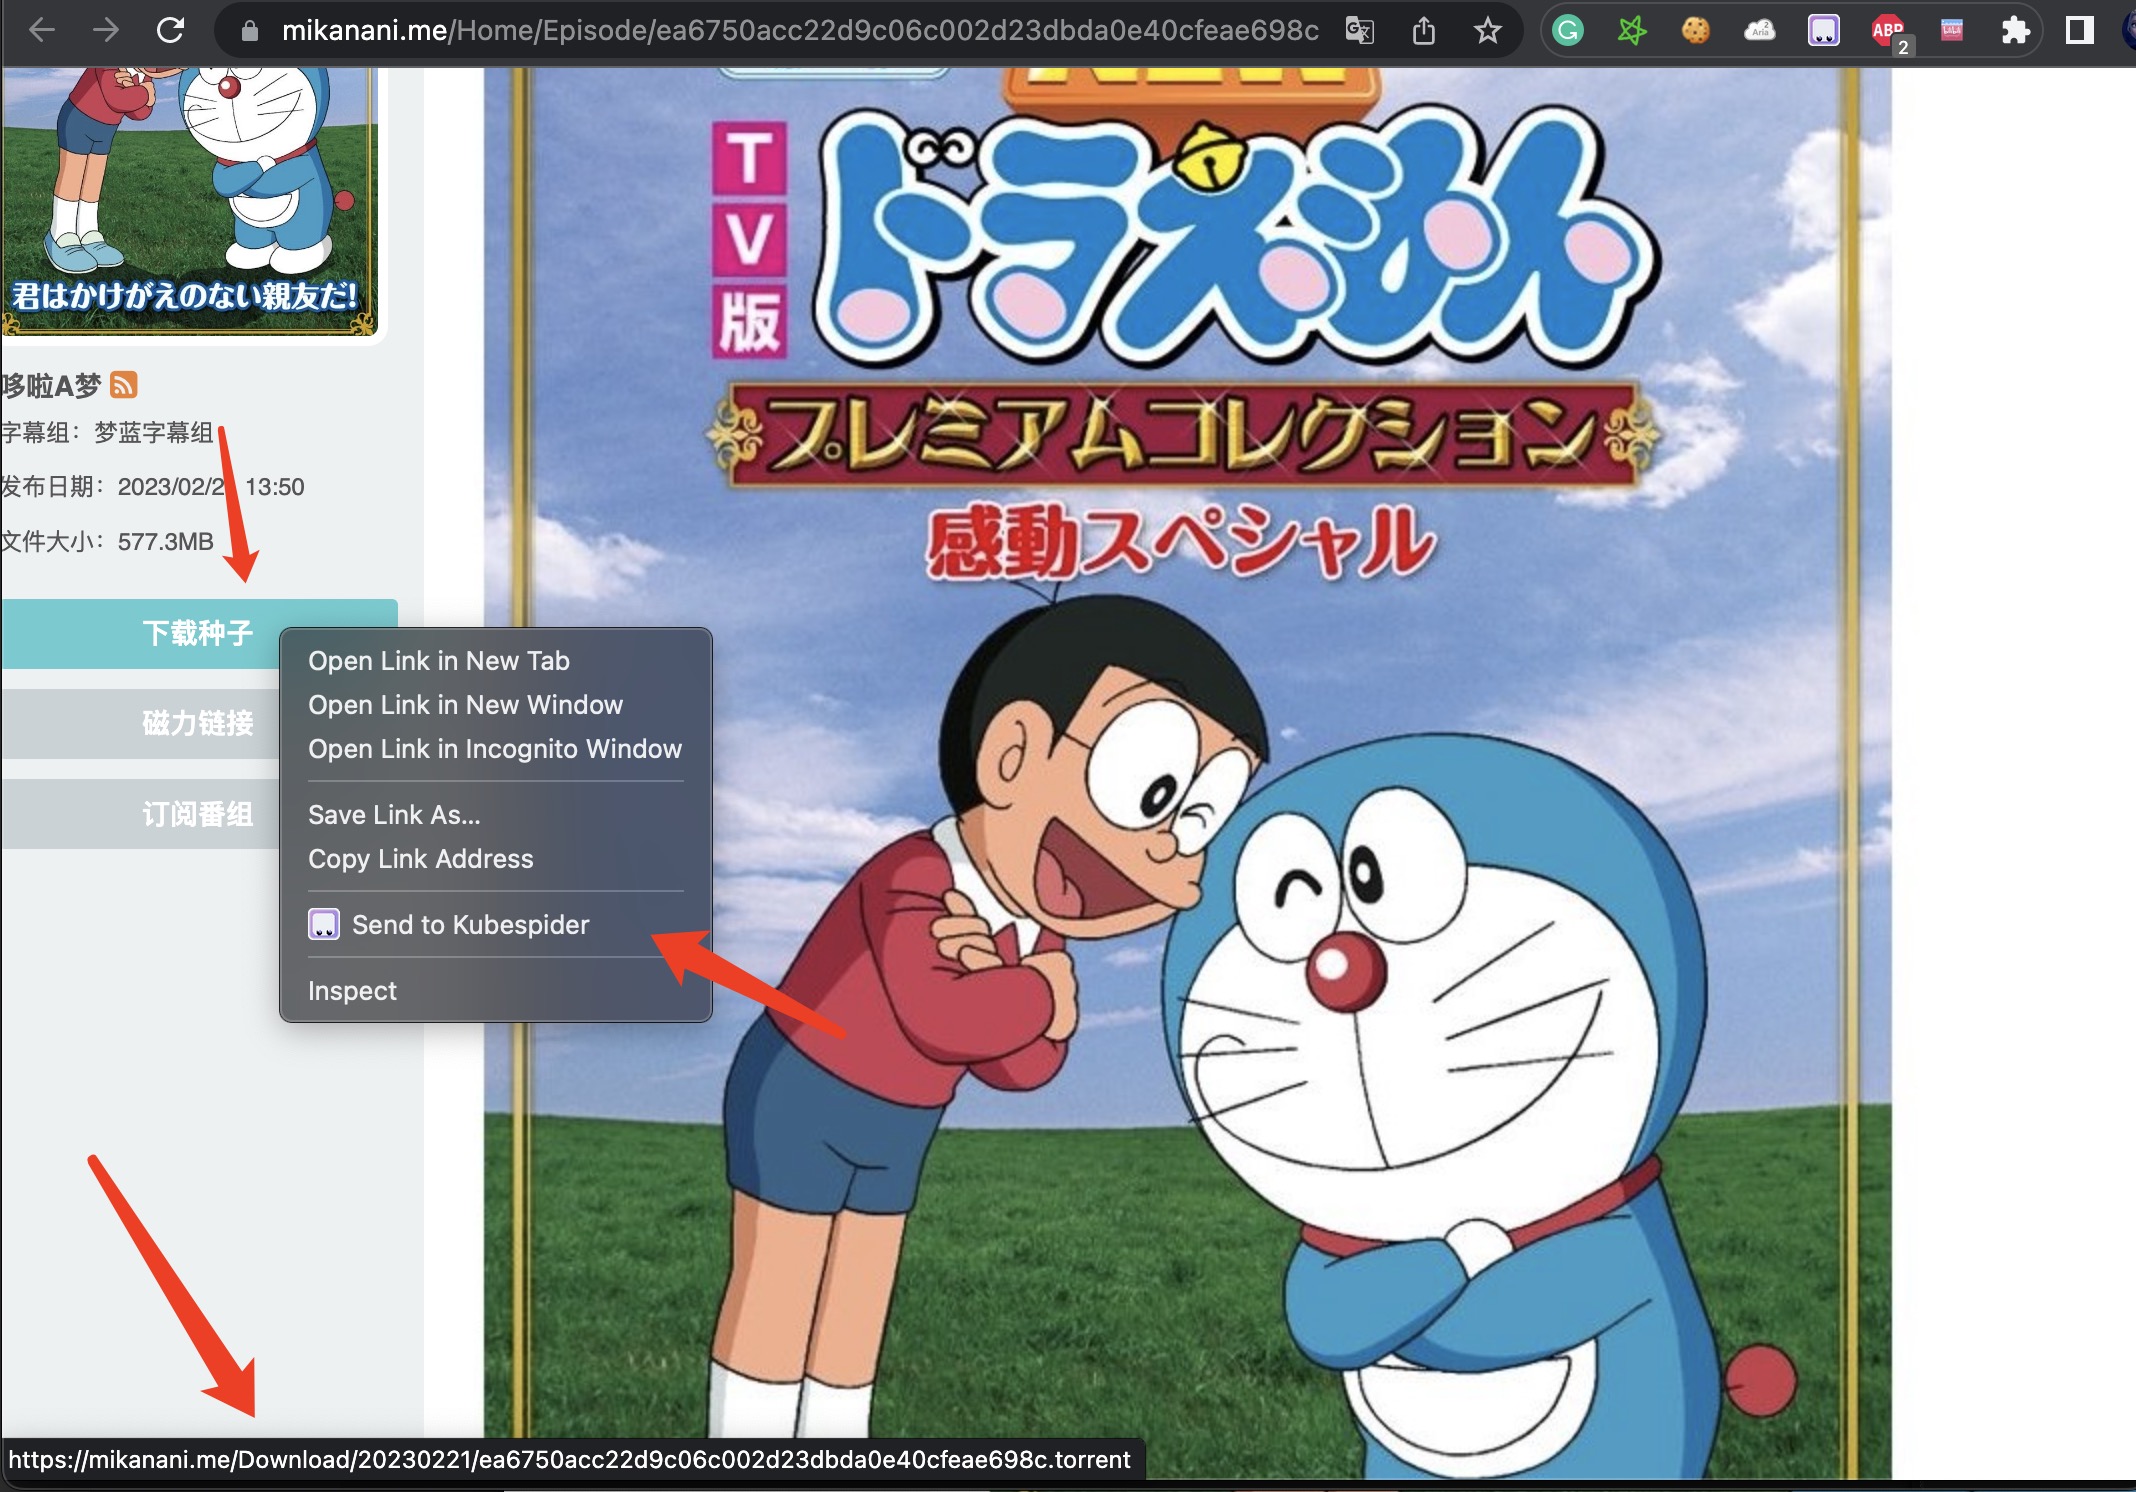 mikanani.me/Home/Episode/ea6750acc22d9c06c002d23dbda0e40cfeae698c
G
Aria
ABP
2
君はかけがえのない親友だ!
哆啦A梦
字幕组：梦蓝字幕组
发布日期：2023/02/2 13:50
文件大小：577.3MB
下载种子
磁力链接
订阅番组
Open Link in New Tab
Open Link in New Window
Open Link in Incognito Window
Save Link As...
Copy Link Address
Send to Kubespider
Inspect
TV版
ドラえもん
プレミアムコレクション
感動スペシャル
https://mikanani.me/Download/20230221/ea6750acc22d9c06c002d23dbda0e40cfeae698c.torrent